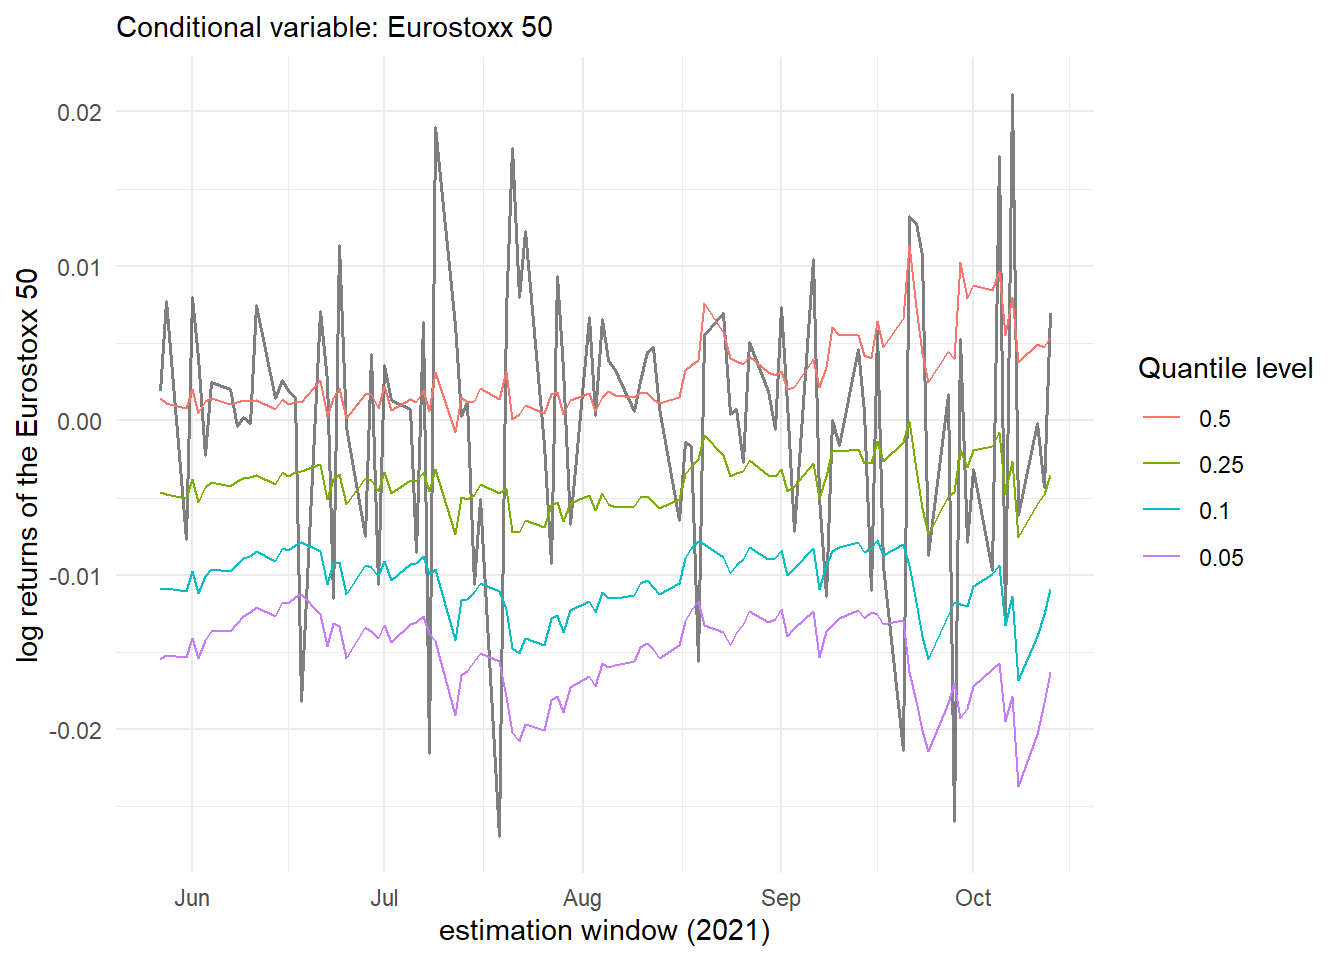 Conditional variable: Eurostoxx 50
log returns of the Eurostoxx 50
0.02
0.01
0.00
-0.01
-0.02
Jun
Jul
Aug
Sep
Oct
estimation window (2021)
Quantile level
0.5
0.25
0.1
0.05